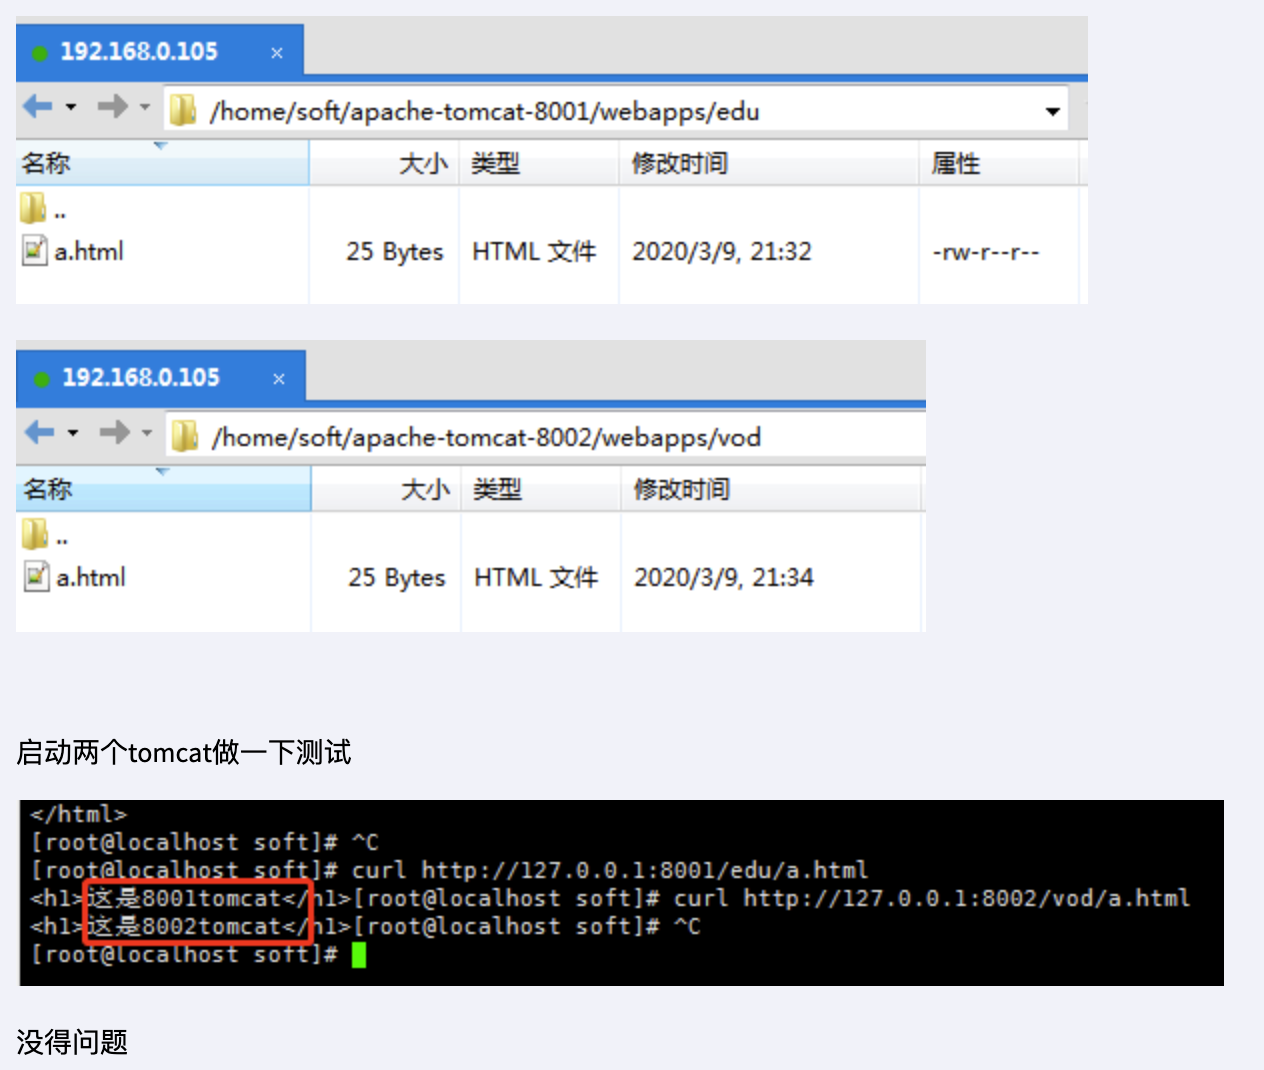 192.168.0.105 ×
/home/soft/apache-tomcat-8001/webapps/edu
名称 大小 类型 修改时间 属性
..
a.html 25 Bytes HTML 文件 2020/3/9, 21:32 -rw-r--r--
192.168.0.105 ×
/home/soft/apache-tomcat-8002/webapps/vod
名称 大小 类型 修改时间
..
a.html 25 Bytes HTML 文件 2020/3/9, 21:34
启动两个tomcat做一下测试
</html>
[root@localhost soft]# ^C
[root@localhost soft]# curl http://127.0.0.1:8001/edu/a.html
<h1>这是8001tomcat</h1>[root@localhost soft]# curl http://127.0.0.1:8002/vod/a.html
<h1>这是8002tomcat</h1>[root@localhost soft]# ^C
[root@localhost soft]#
没得问题